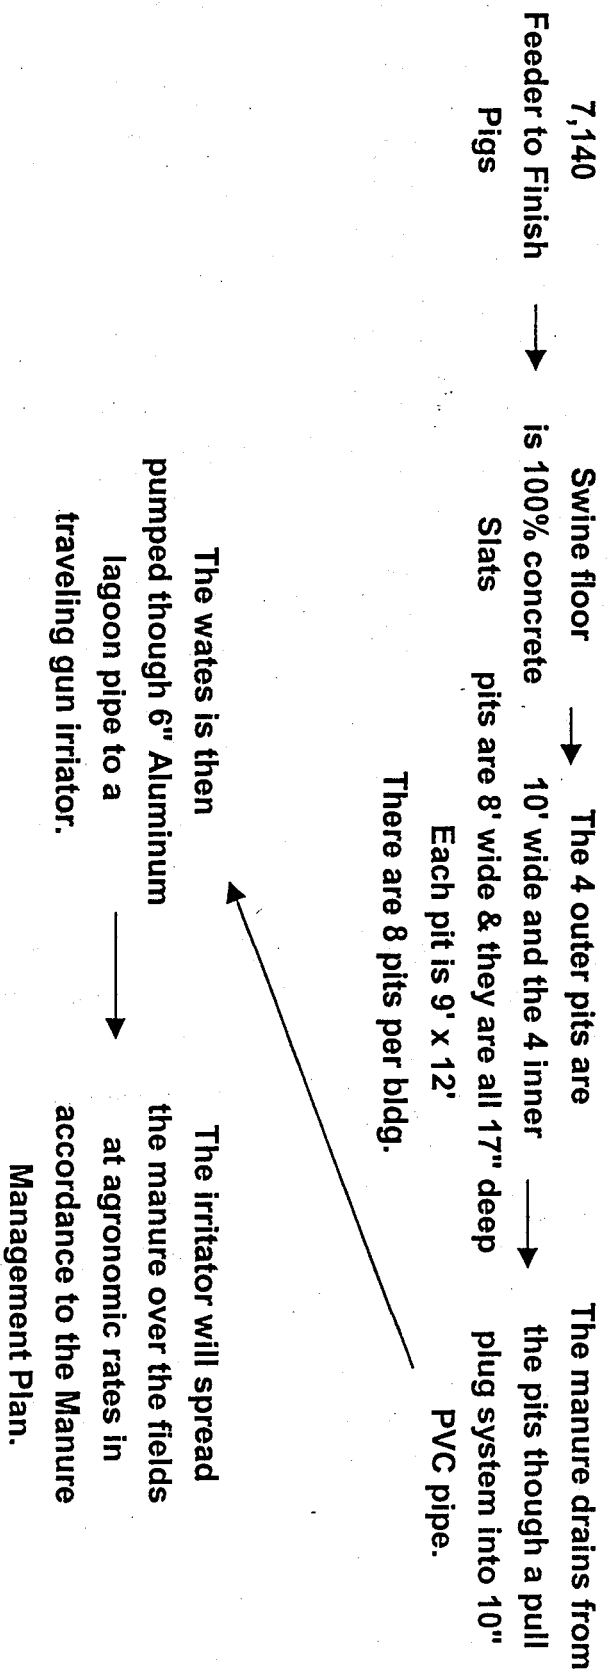 7,140
Feeder to Finish
Pigs
Swine floor
is 100% concrete
Slats
The 4 outer pits are
10' wide and the 4 inner
pits are 8' wide & they are all 17" deep
Each pit is 9' x 12'
There are 8 pits per bldg.
The manure drains from
the pits though a pull
plug system into 10"
PVC pipe.
The wates is then
pumped though 6" Aluminum
lagoon pipe to a
traveling gun irriator.
The irritator will spread
the manure over the fields
at agronomic rates in
accordance to the Manure
Management Plan.